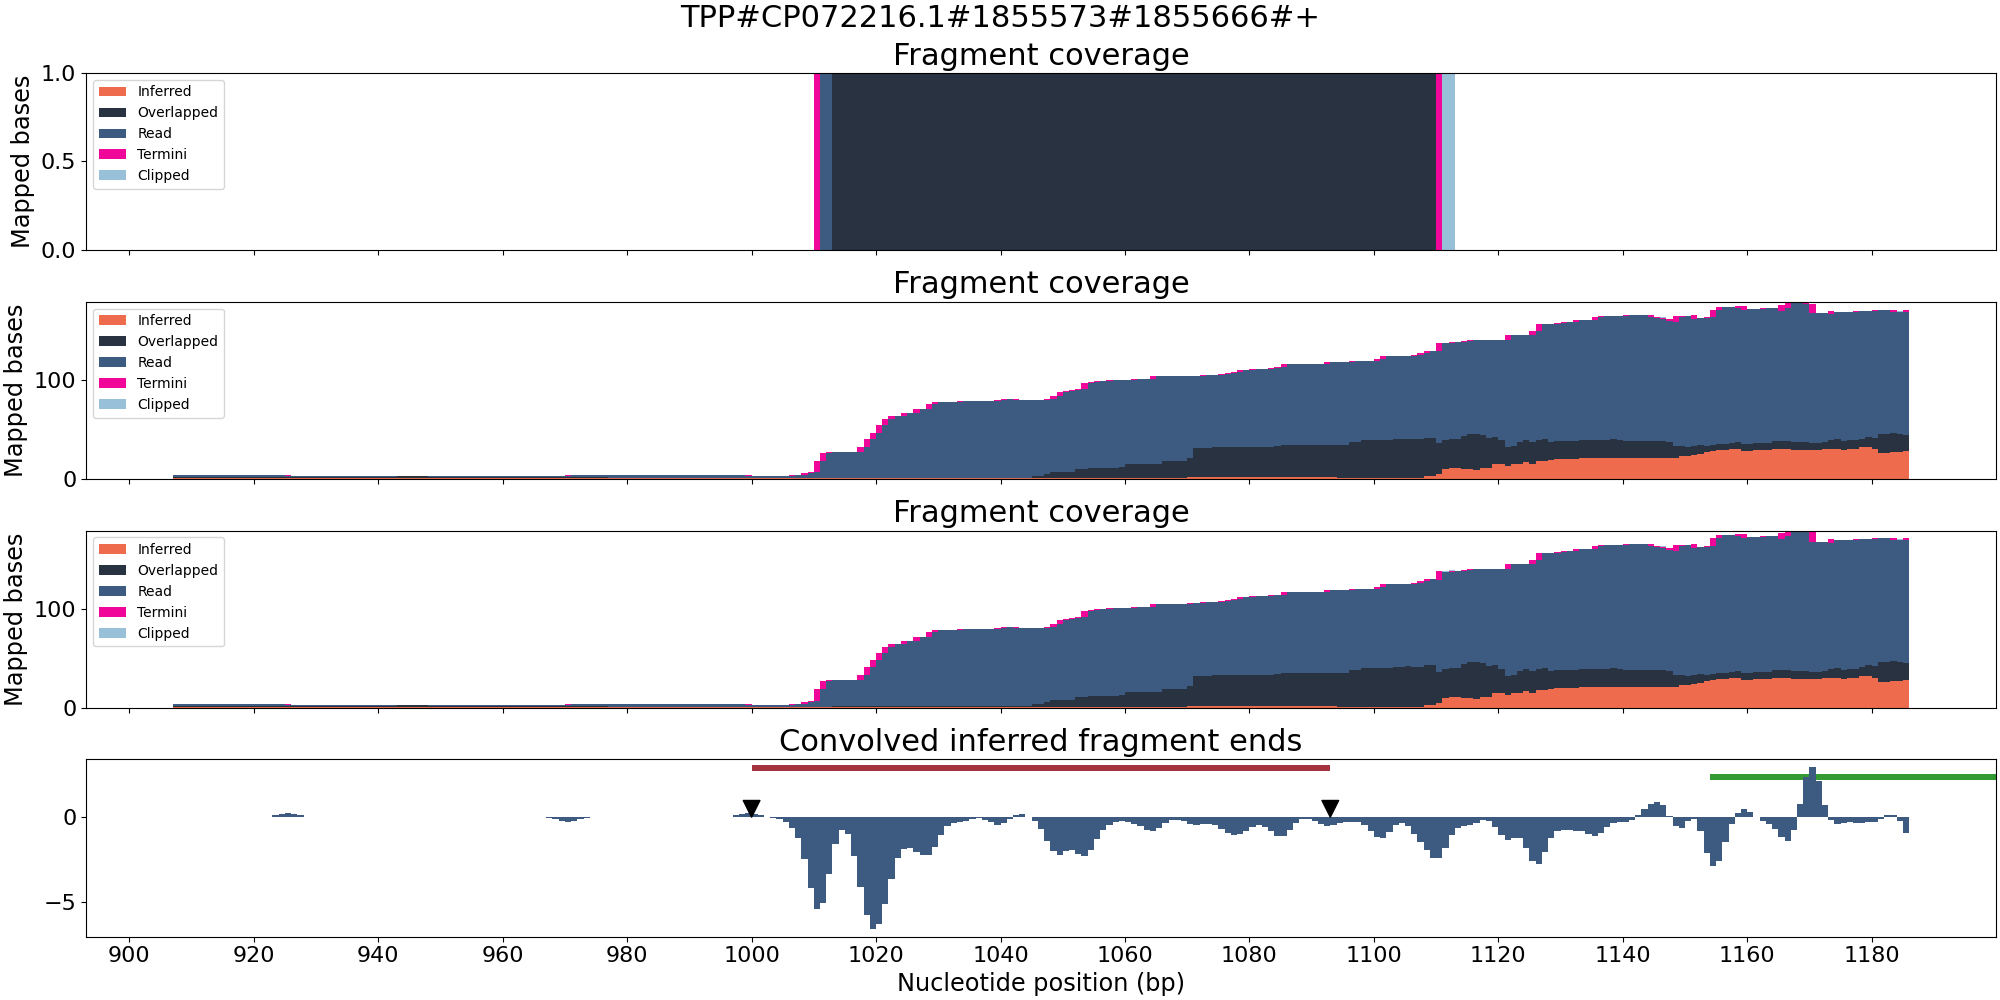 TPP#CP072216.1#1855573#1855666#+
Fragment coverage
Mapped bases
1.0
0.5
0.0
Inferred
Overlapped
Read
Termini
Clipped
Fragment coverage
Mapped bases
100
0
Inferred
Overlapped
Read
Termini
Clipped
Fragment coverage
Mapped bases
100
0
Inferred
Overlapped
Read
Termini
Clipped
Convolved inferred fragment ends
0
−5
900 920 940 960 980 1000 1020 1040 1060 1080 1100 1120 1140 1160 1180
Nucleotide position (bp)